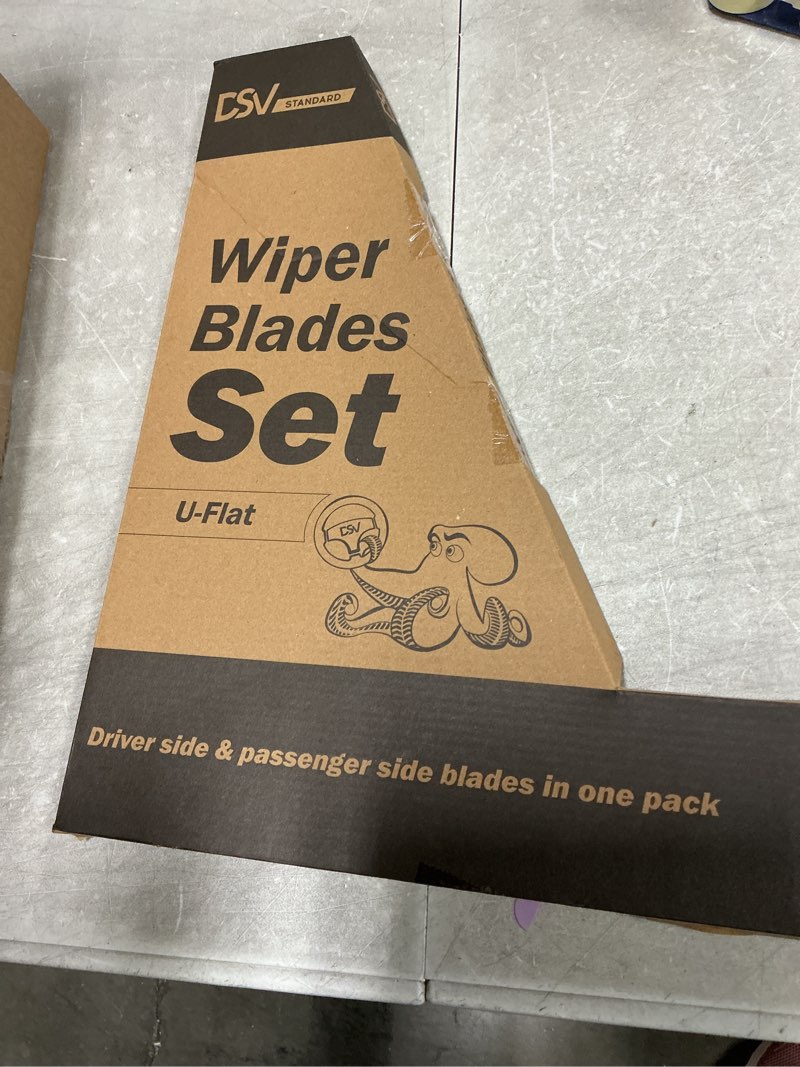 DSV STANDARD
Wiper
Blades
Set
U-Flat
DSV
Driver side & passenger side blades in one pack